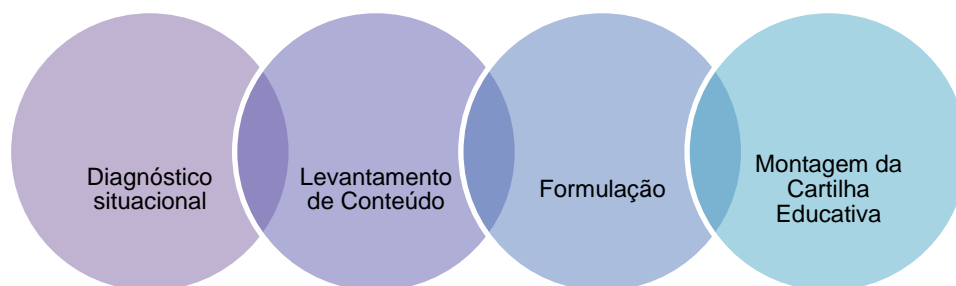 Diagnóstico
situacional
Levantamento
de Conteúdo
Formulação
Montagem da
Cartilha
Educativa